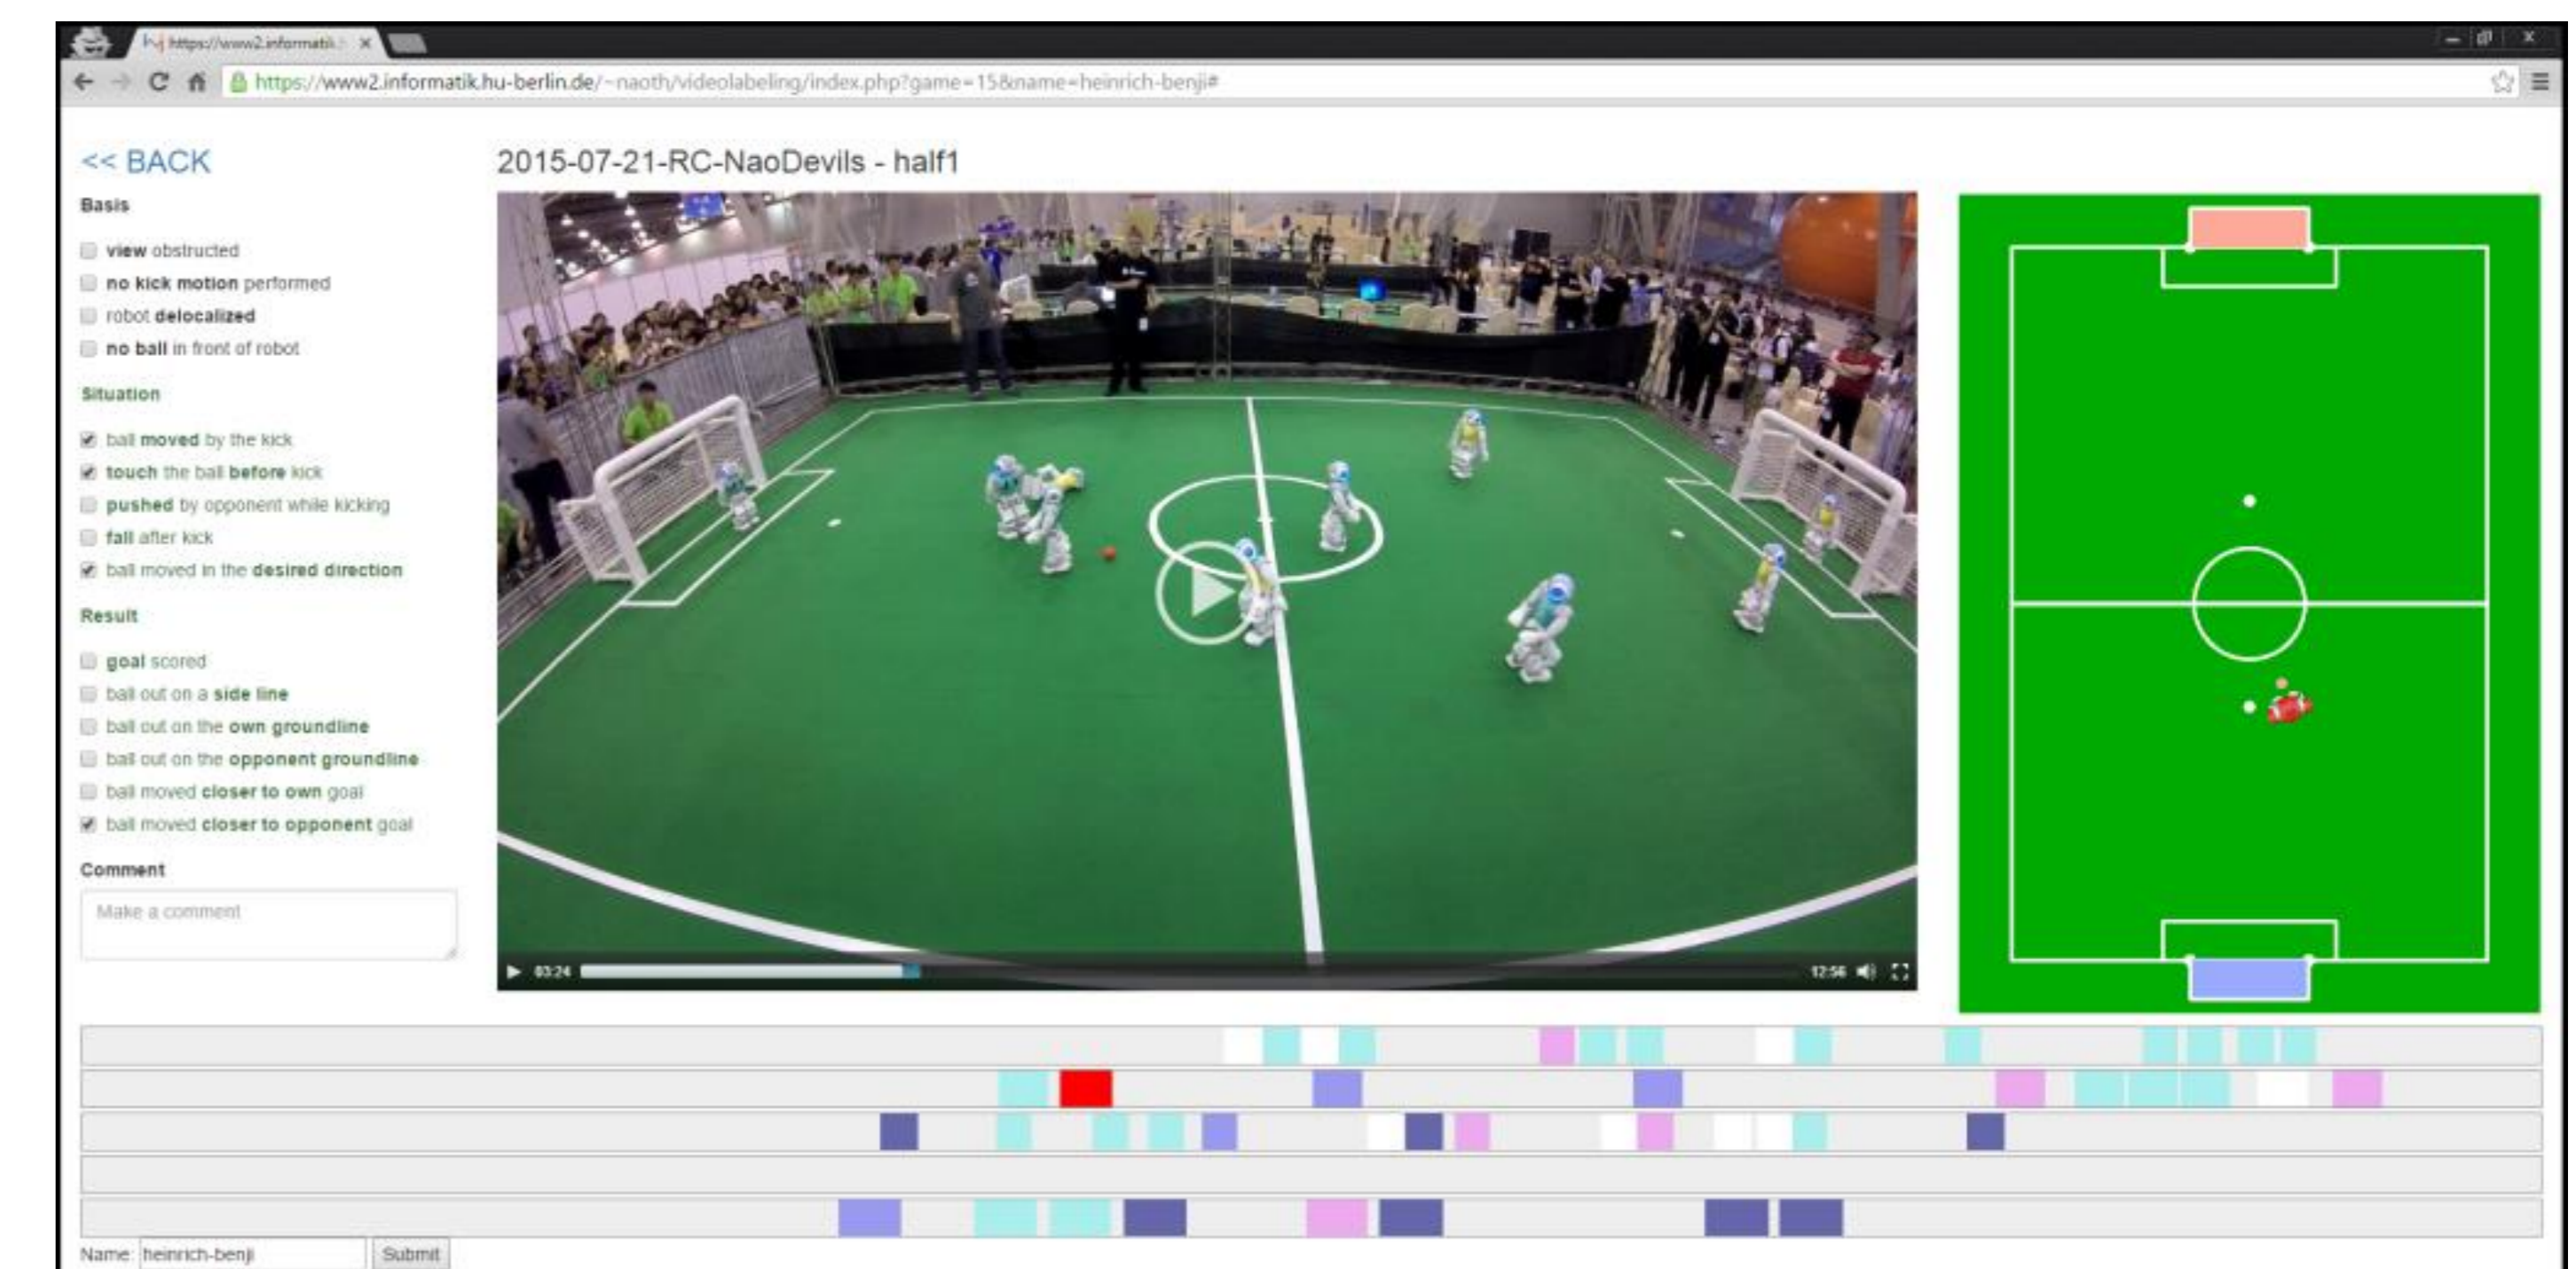 https://www2.informatik.h
https://www2.informatik.hu-berlin.de/~naoth/videolabeling/index.php?game=15&name=heinrich-benji#
<< BACK
2015-07-21-RC-NaoDevils - half1
Basis
view obstructed
no kick motion performed
robot delocalized
no ball in front of robot
Situation
ball moved by the kick
touch the ball before kick
pushed by opponent while kicking
fall after kick
ball moved in the desired direction
Result
goal scored
ball out on a side line
ball out on the own groundline
ball out on the opponent groundline
ball moved closer to own goal
ball moved closer to opponent goal
Comment
Make a comment
03:24
12:56
Name: heinrich-benji Submit